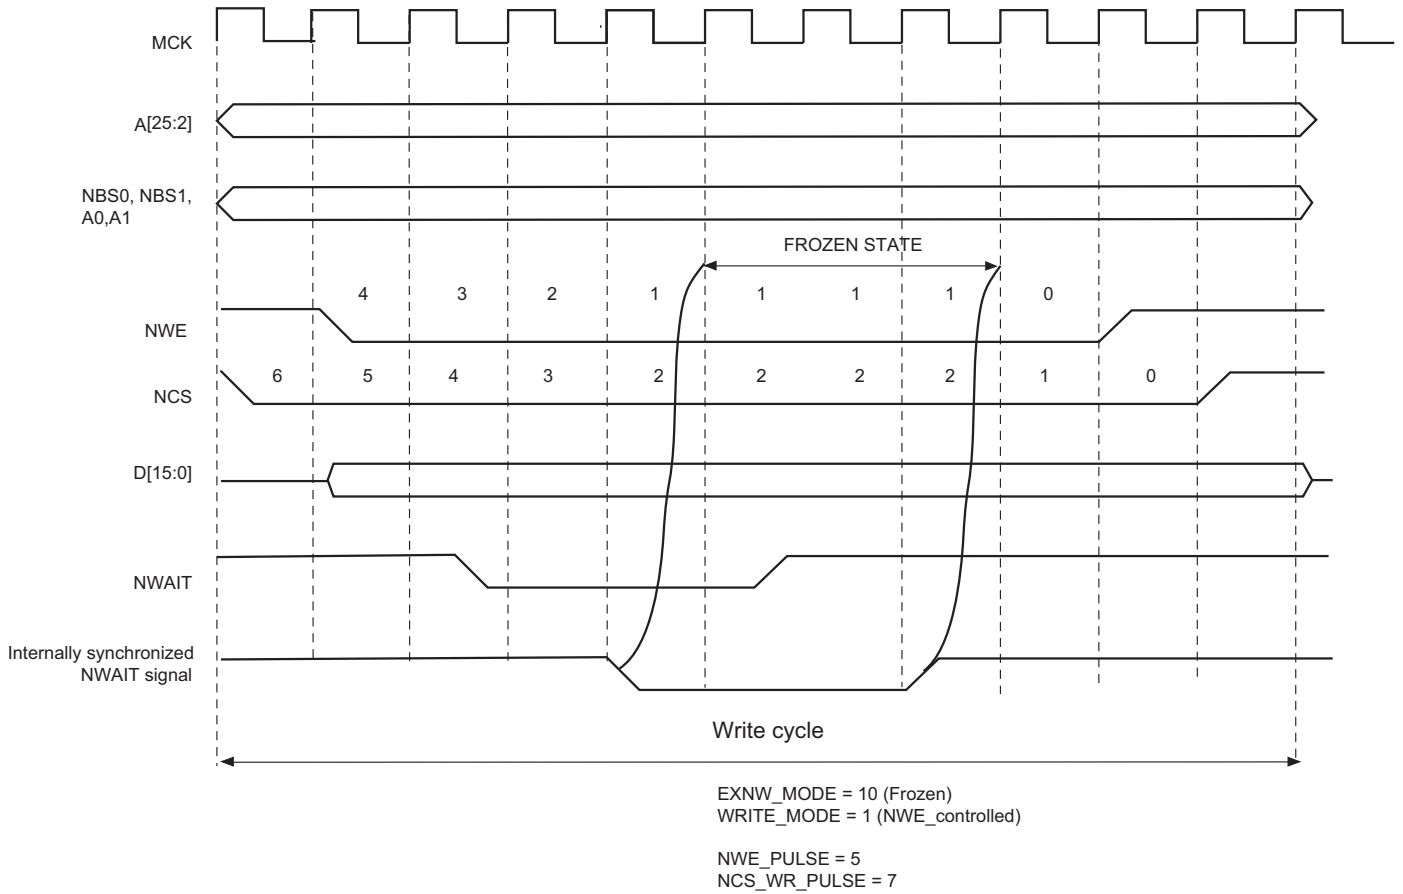 MCK
A[25:2]
NBS0, NBS1,
A0,A1
FROZEN STATE
4 3 2 1 1 1 1 0
NWE
6 5 4 3 2 2 2 2 1 0
NCS
D[15:0]
NWAIT
Internally synchronized
NWAIT signal
Write cycle
EXNW_MODE = 10 (Frozen)
WRITE_MODE = 1 (NWE_controlled)
NWE_PULSE = 5
NCS_WR_PULSE = 7